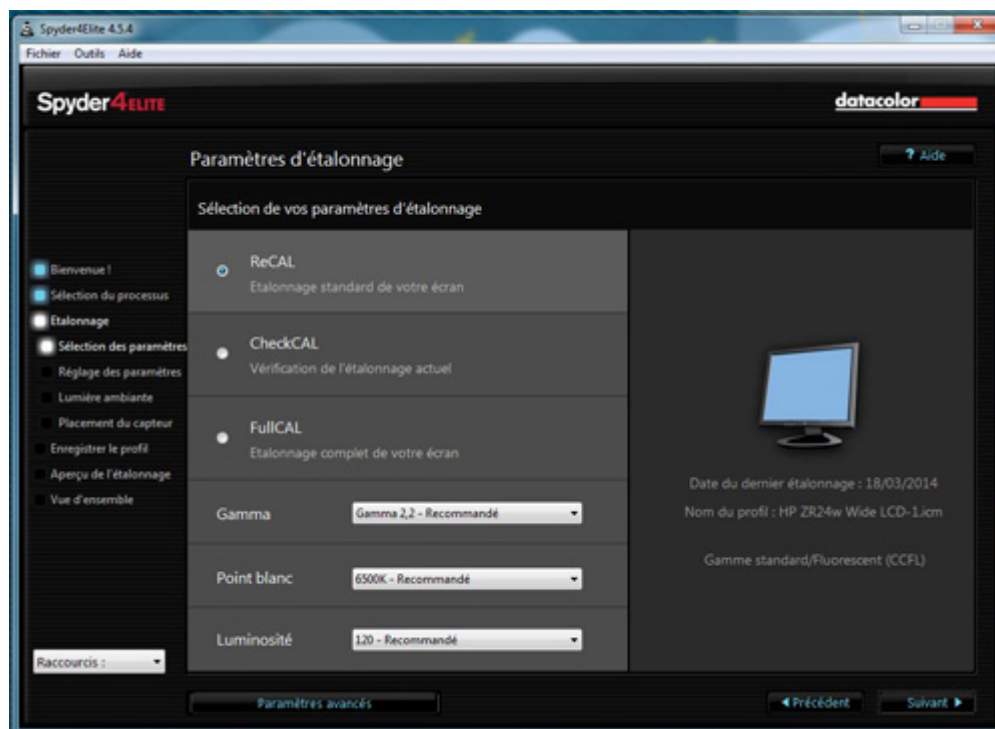 Spyder4Elite 4.5.4
Fichier Outils Aide
Spyder4ELITE
datacolor
Paramètres d'étalonnage
? Aide
Sélection de vos paramètres d'étalonnage
Bienvenue !
Sélection du processus
Etalonnage
Sélection des paramètres
Réglage des paramètres
Lumière ambiante
Placement du capteur
Enregistrer le profil
Aperçu de l'étalonnage
Vue d'ensemble
ReCAL
Etalonnage standard de votre écran
CheckCAL
Vérification de l'étalonnage actuel
FullCAL
Etalonnage complet de votre écran
Gamma
Gamma 2,2 - Recommandé
Point blanc
6500K - Recommandé
Luminosité
120 - Recommandé
Date du dernier étalonnage : 18/03/2014
Nom du profil : HP ZR24w Wide LCD-1.icm
Gamme standard/Fluorescent (CCFL)
Raccourcis :
Paramètres avancés
Précédent
Suivant